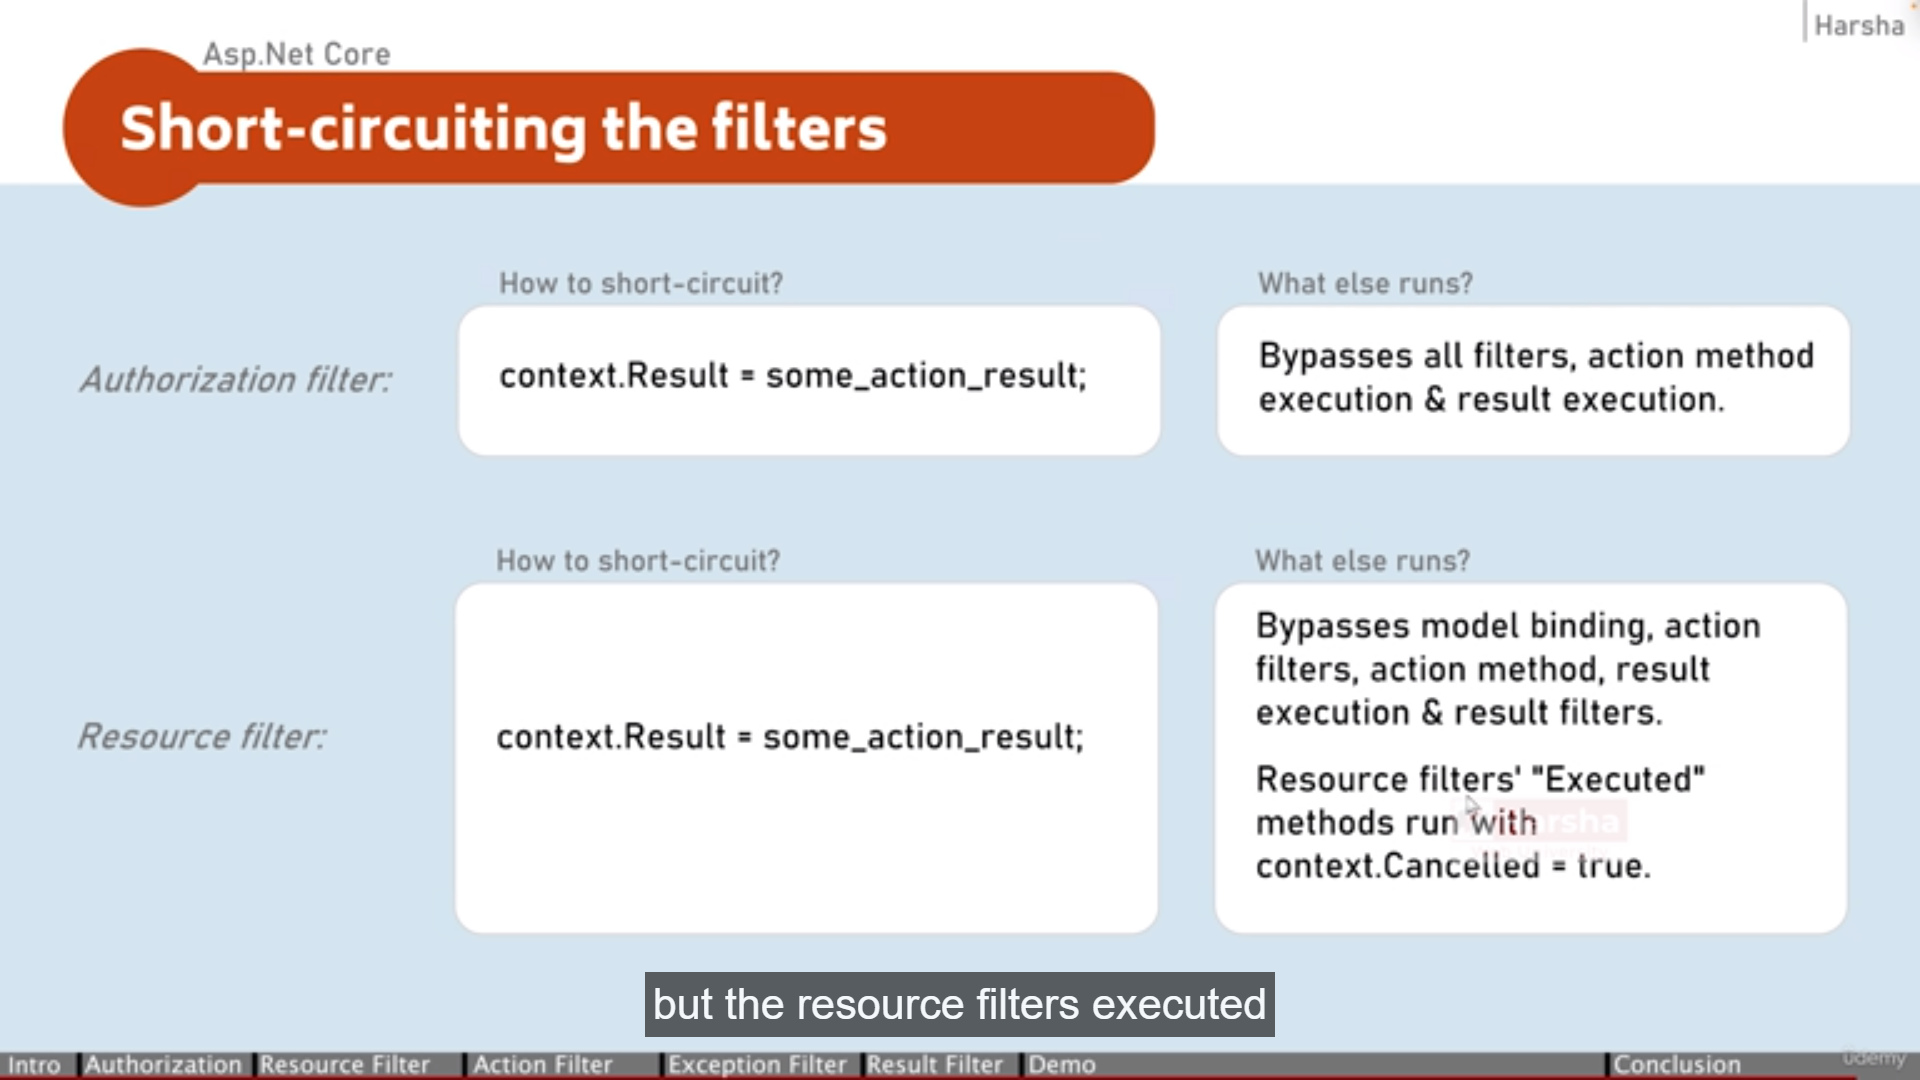 Harsha
Asp.Net Core
Short-circuiting the filters
How to short-circuit?
What else runs?
Authorization filter:
context.Result = some_action_result;
Bypasses all filters, action method
execution & result execution.
How to short-circuit?
What else runs?
Resource filter:
context.Result = some_action_result;
Bypasses model binding, action
filters, action method, result
execution & result filters.
Resource filters' "Executed"
methods run with
context.Cancelled = true.
but the resource filters executed
Intro Authorization Resource Filter Action Filter Exception Filter Result Filter Demo Conclusion
udemy